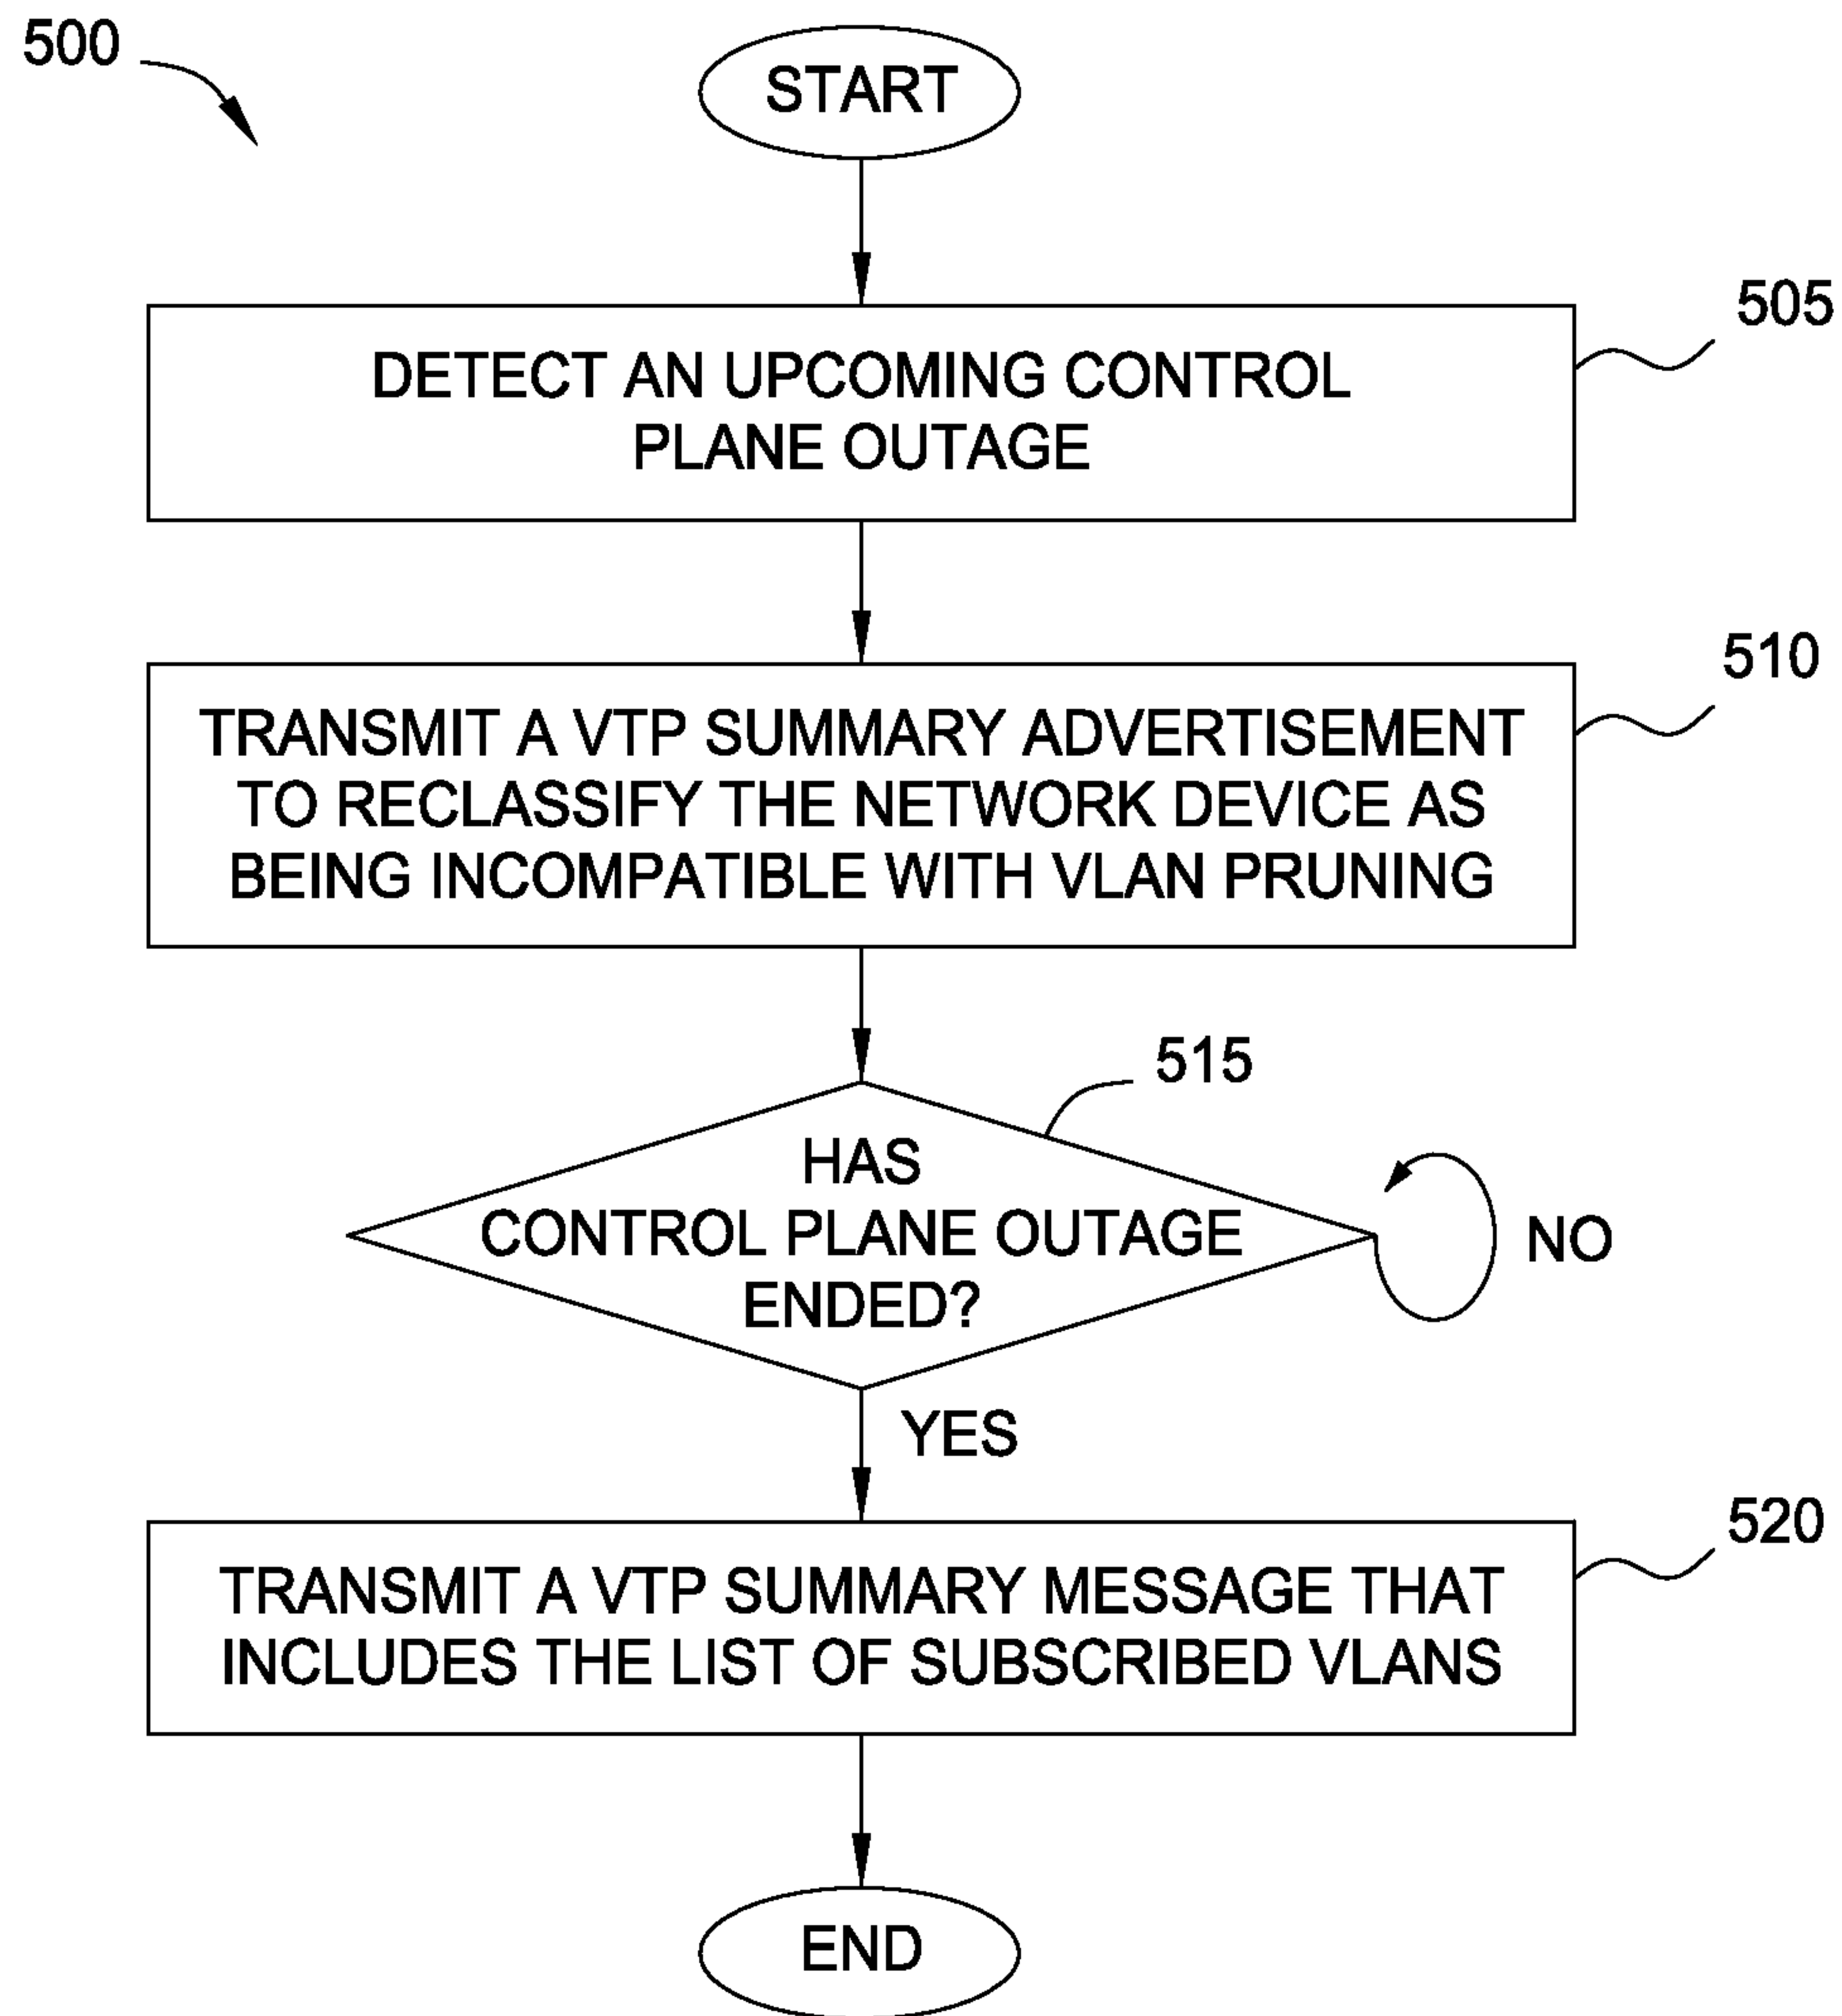 500
START
505
DETECT AN UPCOMING CONTROL
PLANE OUTAGE
510
TRANSMIT A VTP SUMMARY ADVERTISEMENT
TO RECLASSIFY THE NETWORK DEVICE AS
BEING INCOMPATIBLE WITH VLAN PRUNING
515
HAS
CONTROL PLANE OUTAGE
ENDED?
NO
YES
520
TRANSMIT A VTP SUMMARY MESSAGE THAT
INCLUDES THE LIST OF SUBSCRIBED VLANS
END